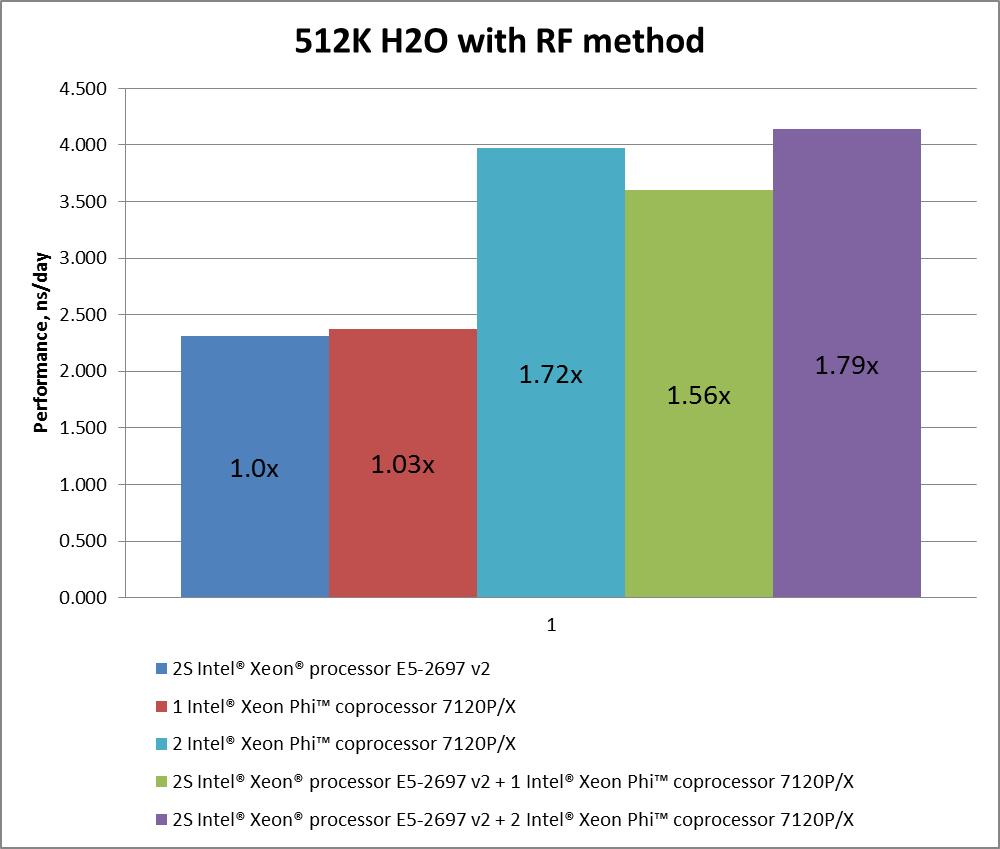 512K H2O with RF method
4.500
4.000
3.500
3.000
2.500
2.000
1.500
1.000
0.500
0.000
Performance, ns/day
1.0x
1.03x
1.72x
1.56x
1.79x
1
2S Intel® Xeon® processor E5-2697 v2
1 Intel® Xeon Phi™ coprocessor 7120P/X
2 Intel® Xeon Phi™ coprocessor 7120P/X
2S Intel® Xeon® processor E5-2697 v2 + 1 Intel® Xeon Phi™ coprocessor 7120P/X
2S Intel® Xeon® processor E5-2697 v2 + 2 Intel® Xeon Phi™ coprocessor 7120P/X